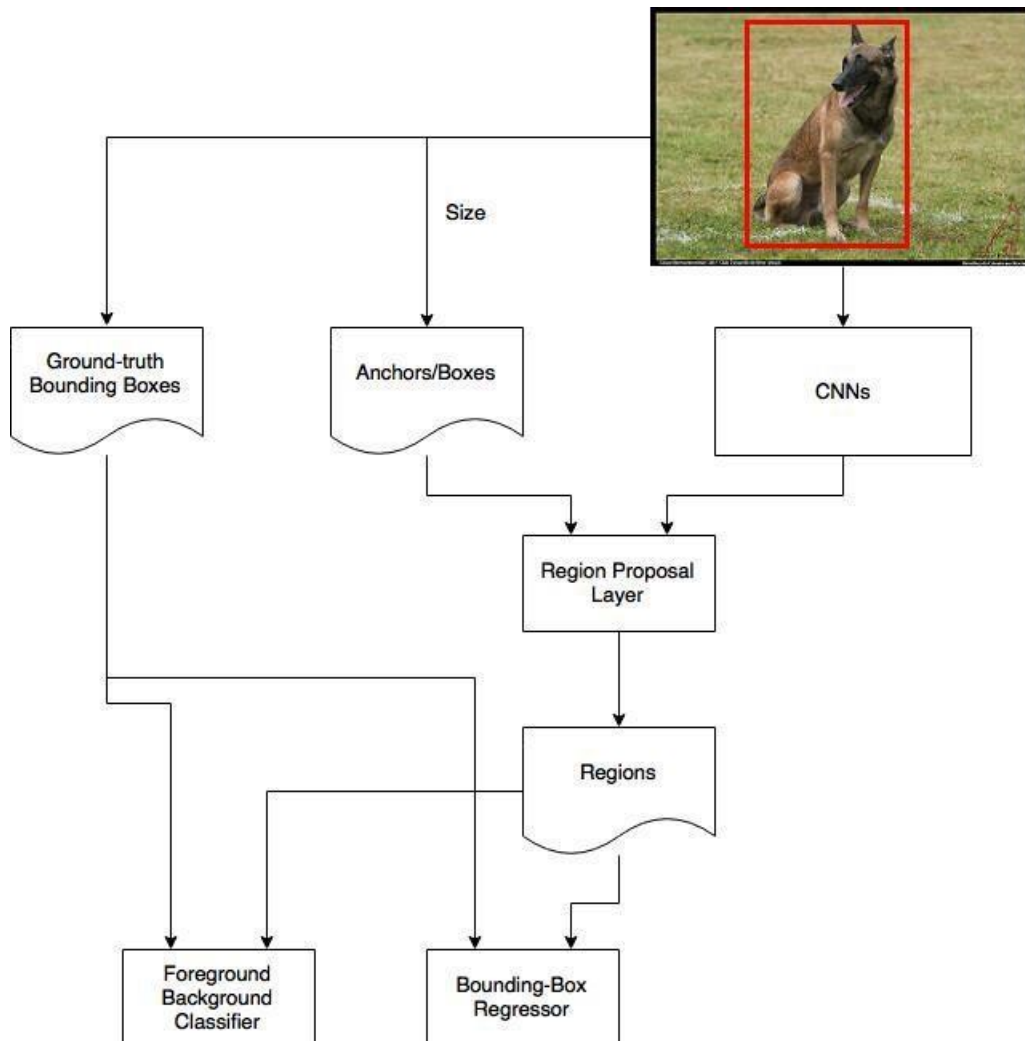 Size
Ground-truth
Bounding Boxes
Anchors/Boxes
CNNs
Region Proposal
Layer
Regions
Foreground
Background
Classifier
Bounding-Box
Regressor